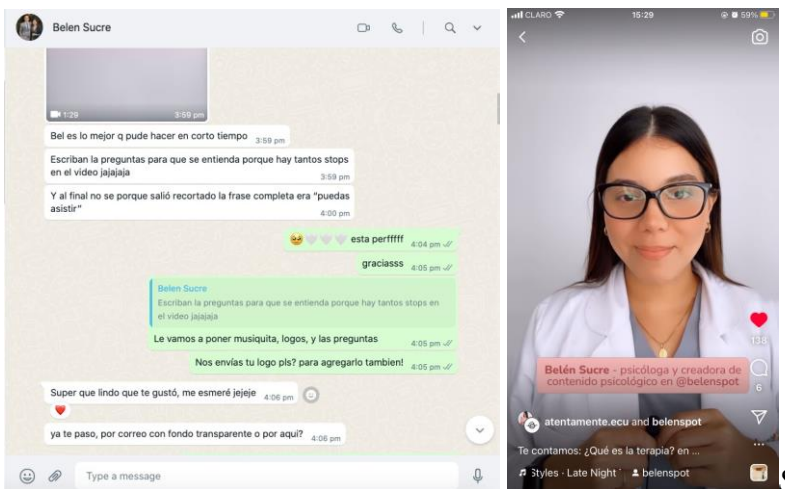 Belen Sucre
1:29
3:59 pm
Bel es lo mejor q pude hacer en corto tiempo
3:59 pm
Escriban la preguntas para que se entienda porque hay tantos stops
en el video jajajaja
3:59 pm
Y al final no se porque salió recortado la frase completa era “puedas
asistir”
4:00 pm
esta perfffff
4:04 pm
graciasss
4:05 pm
Belen Sucre
Escriban la preguntas para que se entienda porque hay tantos stops en
el video jajajaja
Le vamos a poner musiquita, logos, y las preguntas
4:05 pm
Nos envías tu logo pls? para agregarlo tambien!
4:05 pm
Super que lindo que te gustó, me esmeré jejeje
4:06 pm
ya te paso, por correo con fondo transparente o por aqui?
4:06 pm
Type a message
CLARO
15:29
59%
138
Belén Sucre - psicóloga y creadora de
contenido psicológico en @belenspot
6
atentamente.ecu and belenspot
Te contamos: ¿Qué es la terapia? en ...
Styles · Late Night
belenspot